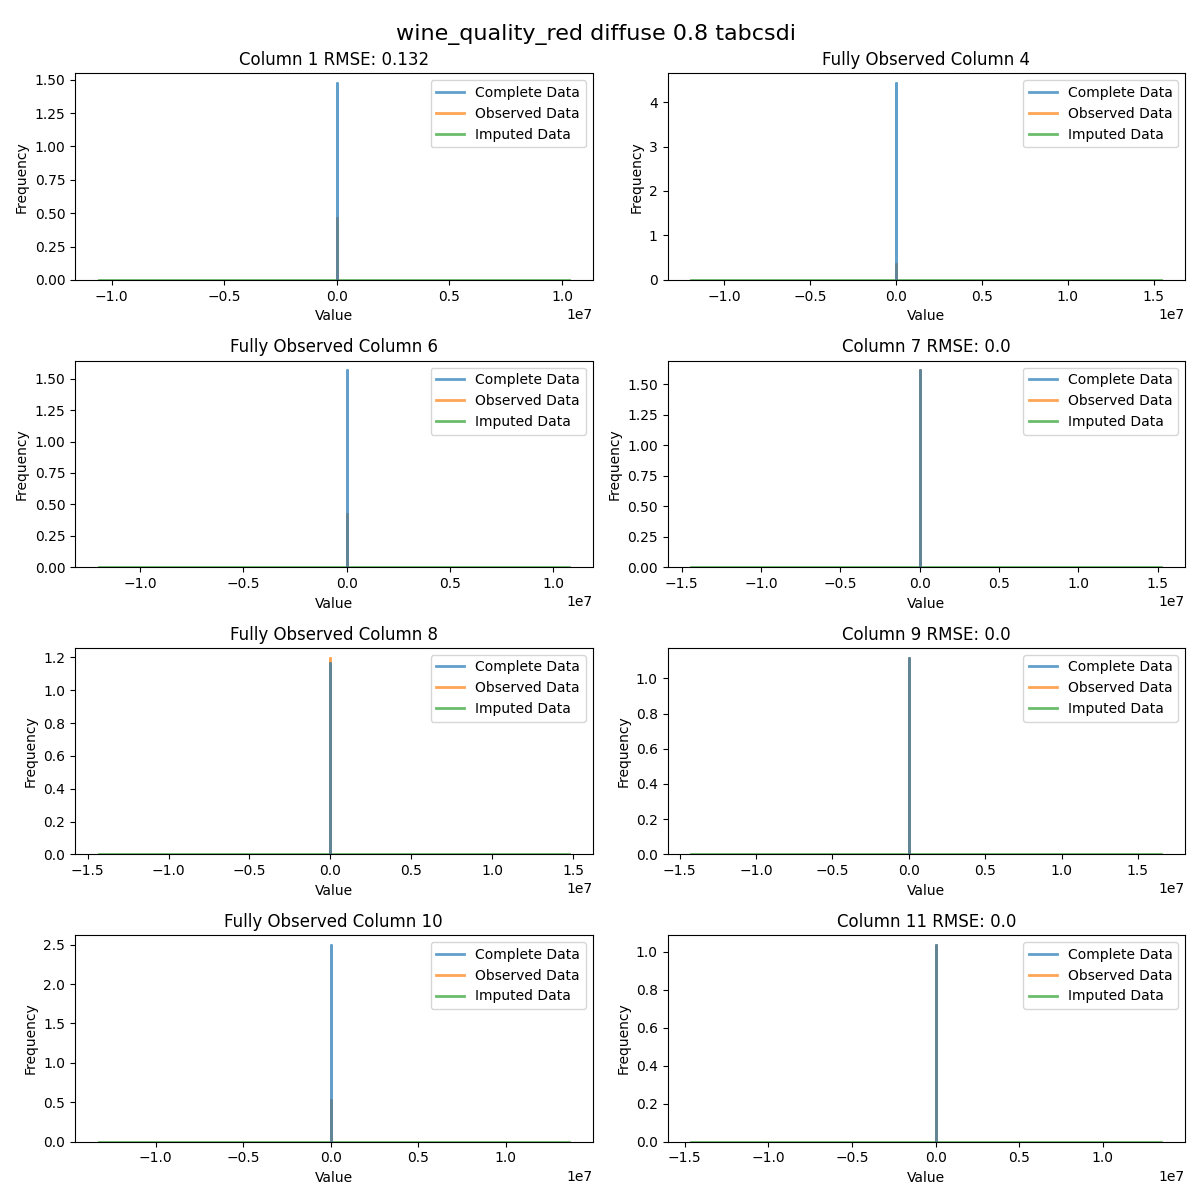 wine_quality_red diffuse 0.8 tabcsdi
Column 1 RMSE: 0.132
Frequency
1.50
1.25
1.00
0.75
0.50
0.25
0.00
Complete Data
Observed Data
Imputed Data
−1.0 −0.5 0.0 0.5 1.0
1e7
Value
Fully Observed Column 4
Frequency
4
3
2
1
0
Complete Data
Observed Data
Imputed Data
−1.0 −0.5 0.0 0.5 1.0 1.5
1e7
Value
Fully Observed Column 6
Frequency
1.50
1.25
1.00
0.75
0.50
0.25
0.00
Complete Data
Observed Data
Imputed Data
−1.0 −0.5 0.0 0.5 1.0
1e7
Value
Column 7 RMSE: 0.0
Frequency
1.50
1.25
1.00
0.75
0.50
0.25
0.00
Complete Data
Observed Data
Imputed Data
−1.5 −1.0 −0.5 0.0 0.5 1.0 1.5
1e7
Value
Fully Observed Column 8
Frequency
1.2
1.0
0.8
0.6
0.4
0.2
0.0
Complete Data
Observed Data
Imputed Data
−1.5 −1.0 −0.5 0.0 0.5 1.0 1.5
1e7
Value
Column 9 RMSE: 0.0
Frequency
1.0
0.8
0.6
0.4
0.2
0.0
Complete Data
Observed Data
Imputed Data
−1.5 −1.0 −0.5 0.0 0.5 1.0 1.5
1e7
Value
Fully Observed Column 10
Frequency
2.5
2.0
1.5
1.0
0.5
0.0
Complete Data
Observed Data
Imputed Data
−1.0 −0.5 0.0 0.5 1.0
1e7
Value
Column 11 RMSE: 0.0
Frequency
1.0
0.8
0.6
0.4
0.2
0.0
Complete Data
Observed Data
Imputed Data
−1.5 −1.0 −0.5 0.0 0.5 1.0
1e7
Value